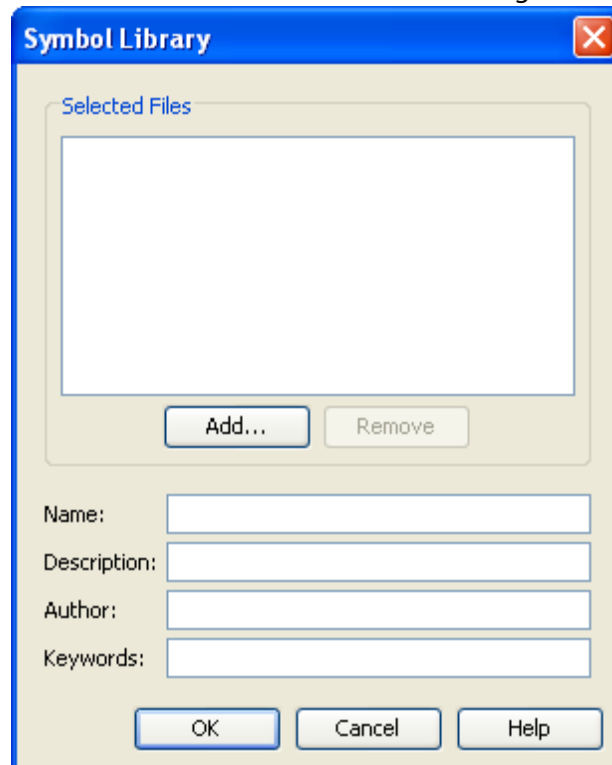 Symbol Library
Selected Files
Add... Remove
Name:
Description:
Author:
Keywords:
OK Cancel Help